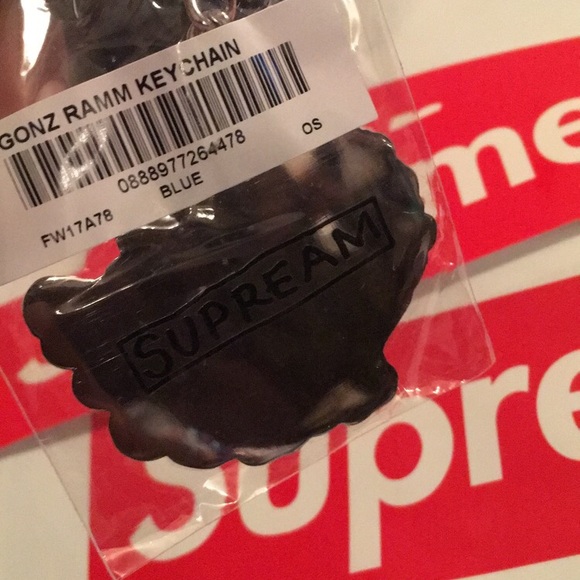 GONZ RAMM KEYCHAIN
0888977264478
OS
BLUE
FW17A78
SUPREAM
me
Supre